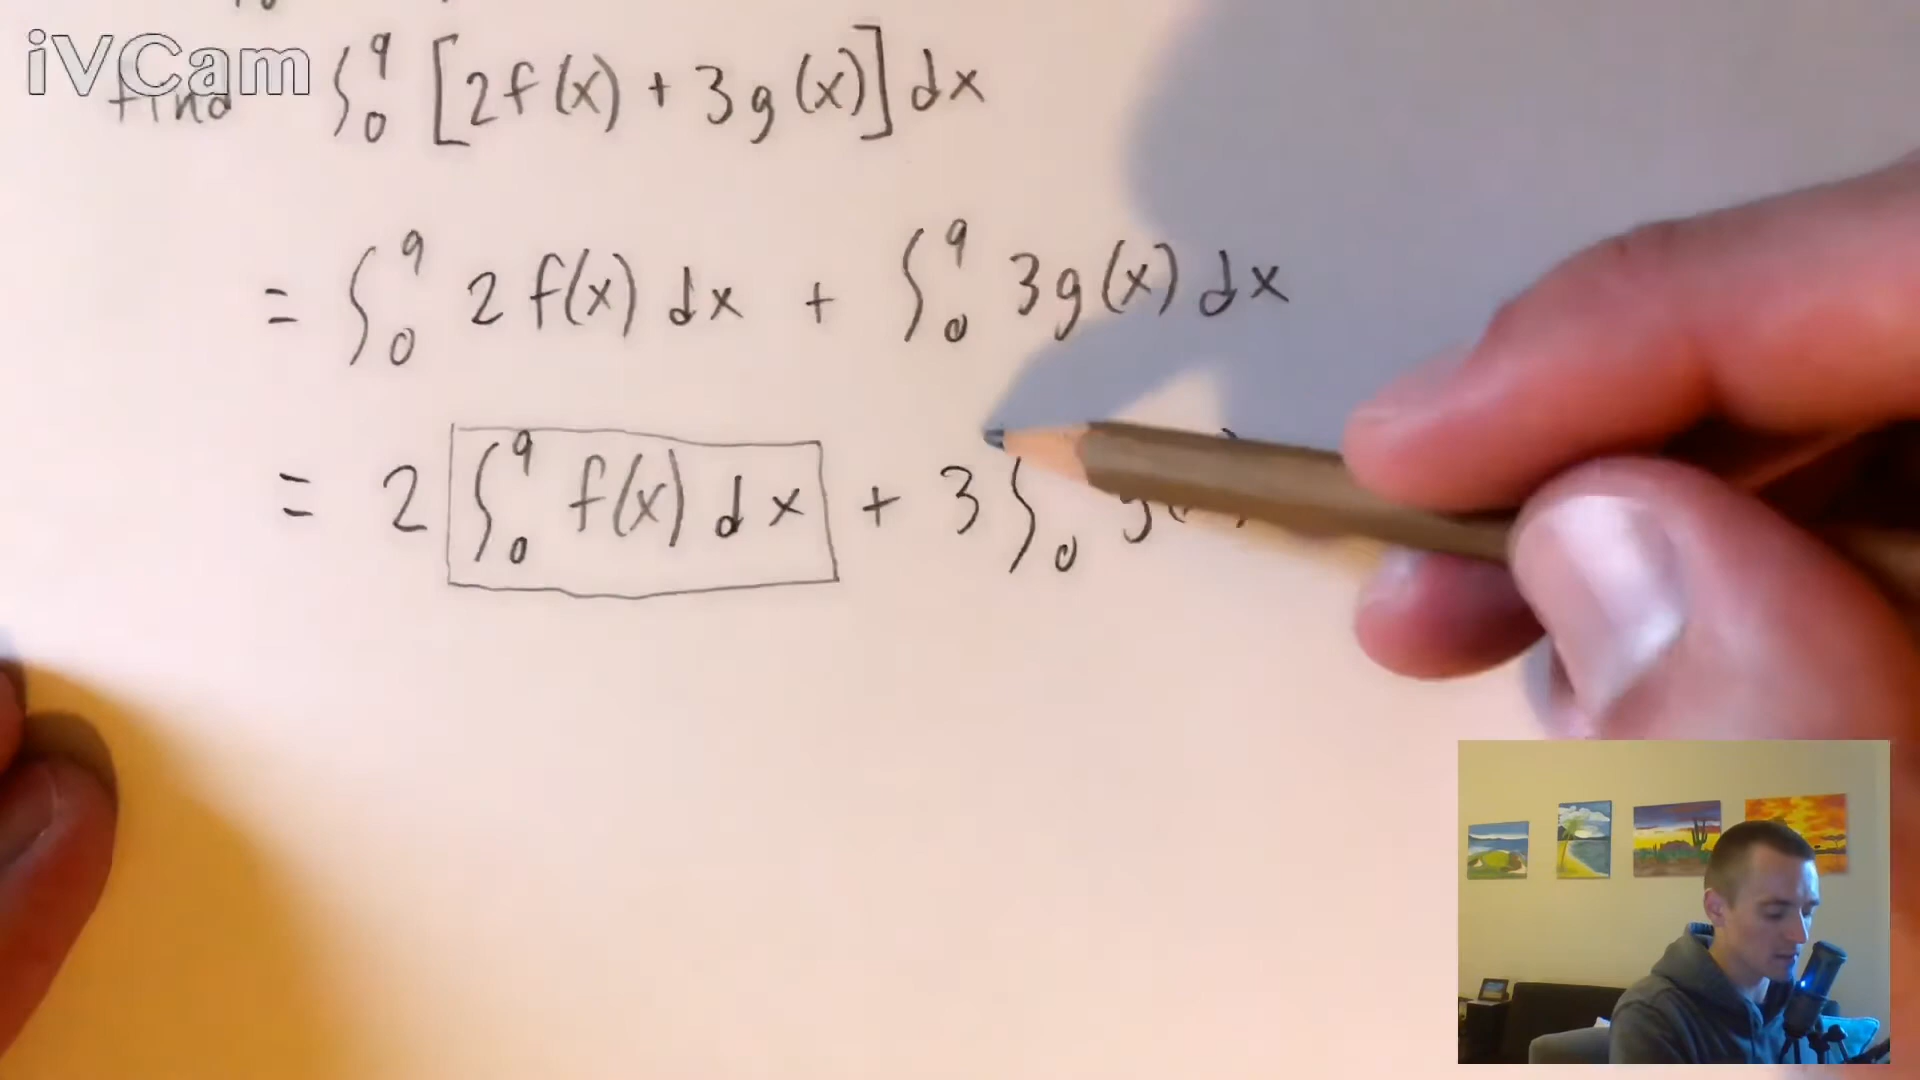 iVCam
find ∫₀⁹ [2f(x) + 3g(x)] dx
= ∫₀⁹ 2f(x) dx + ∫₀⁹ 3g(x) dx
= 2 ∫₀⁹ f(x) dx + 3 ∫₀